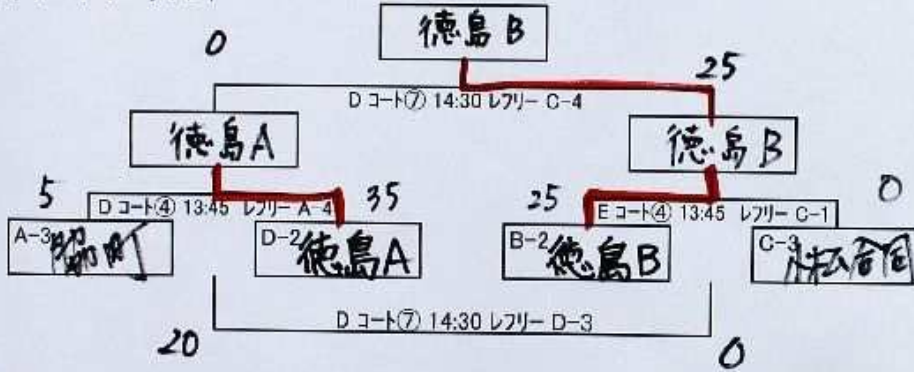 徳島B
0
25
D コート⑦ 14:30 レフリー C-4
徳島A
徳島B
5
D コート④ 13:45 レフリー A-4
35
25
E コート④ 13:45 レフリー C-1
0
A-3 脇町
D-2 徳島A
B-2 徳島B
C-3
D コート⑦ 14:30 レフリー D-3
20
0